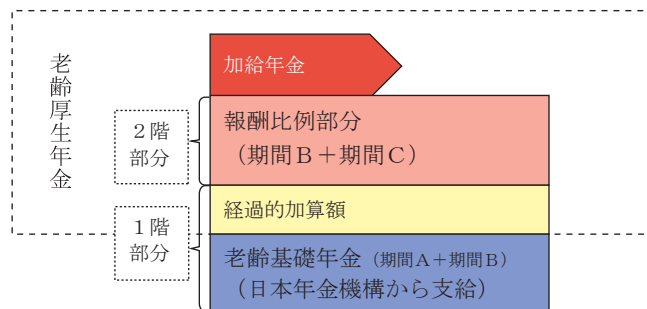 老齢厚生年金
加給年金
２階
部分
報酬比例部分
（期間Ｂ＋期間Ｃ）
経過的加算額
１階
部分
老齢基礎年金（期間Ａ＋期間Ｂ）
（日本年金機構から支給）